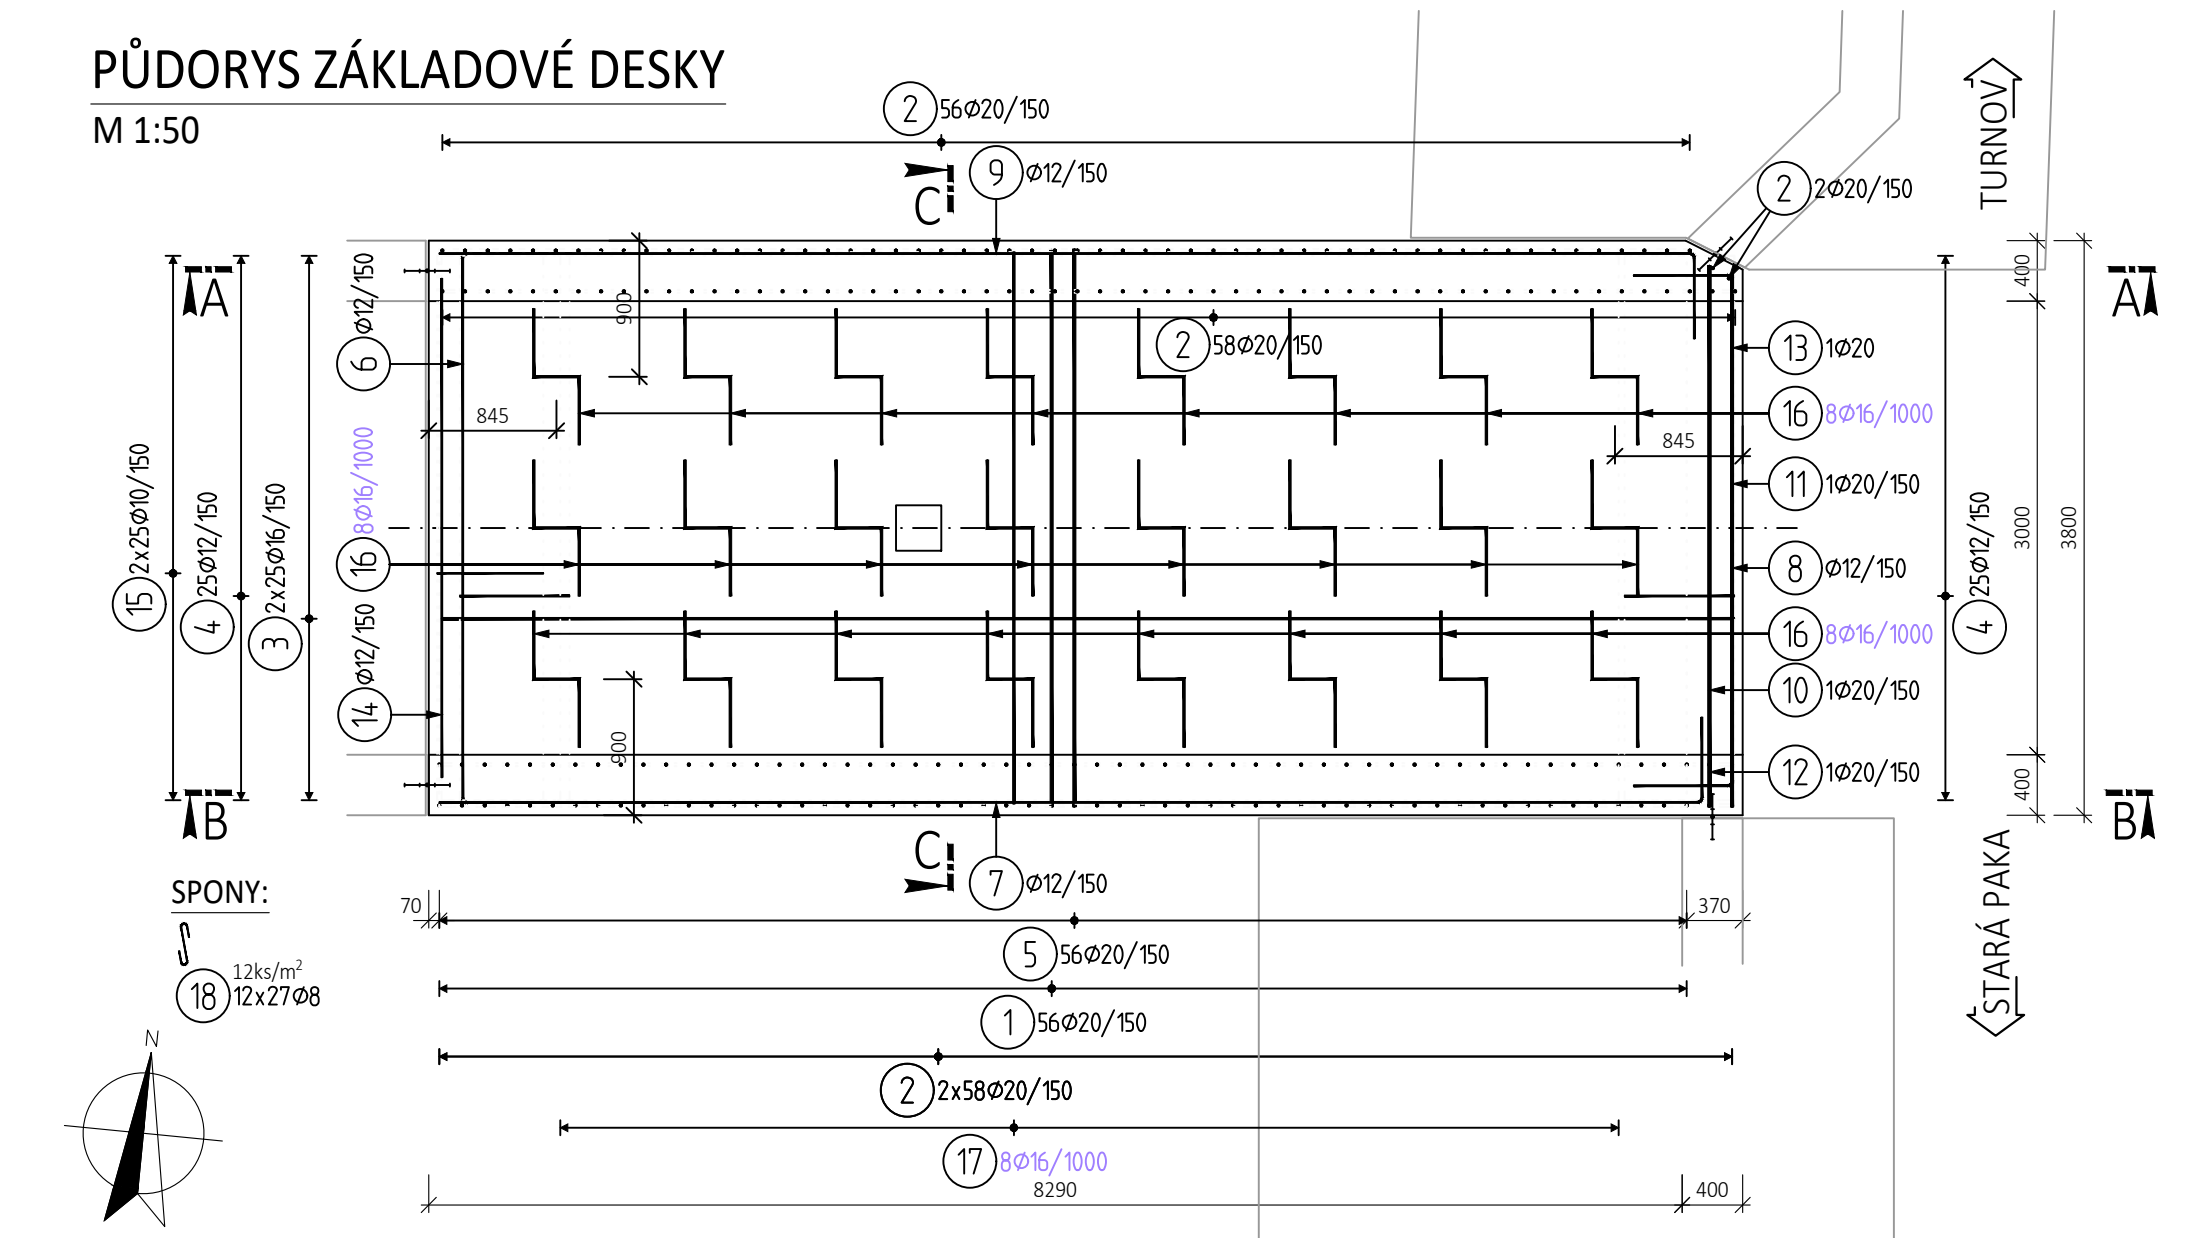 PŮDORYS ZÁKLADOVÉ DESKY
M 1:50
2 56Ø20/150
9 Ø12/150
C
2 2Ø20/150
TURNOV
A
A
6 Ø12/150
900
2 58Ø20/150
400
13 1Ø20
845
16 8Ø16/1000
845
15 2x25Ø10/150
4 25Ø12/150
3 2x25Ø16/150
16 8Ø16/1000
11 1Ø20/150
3000
3800
8 Ø12/150
4 25Ø12/150
14 Ø12/150
16 8Ø16/1000
10 1Ø20/150
900
12 1Ø20/150
400
B
B
C
7 Ø12/150
STARÁ PAKA
SPONY:
70
370
12ks/m²
18 12x27Ø8
5 56Ø20/150
1 56Ø20/150
N
2 2x58Ø20/150
17 8Ø16/1000
8290
400